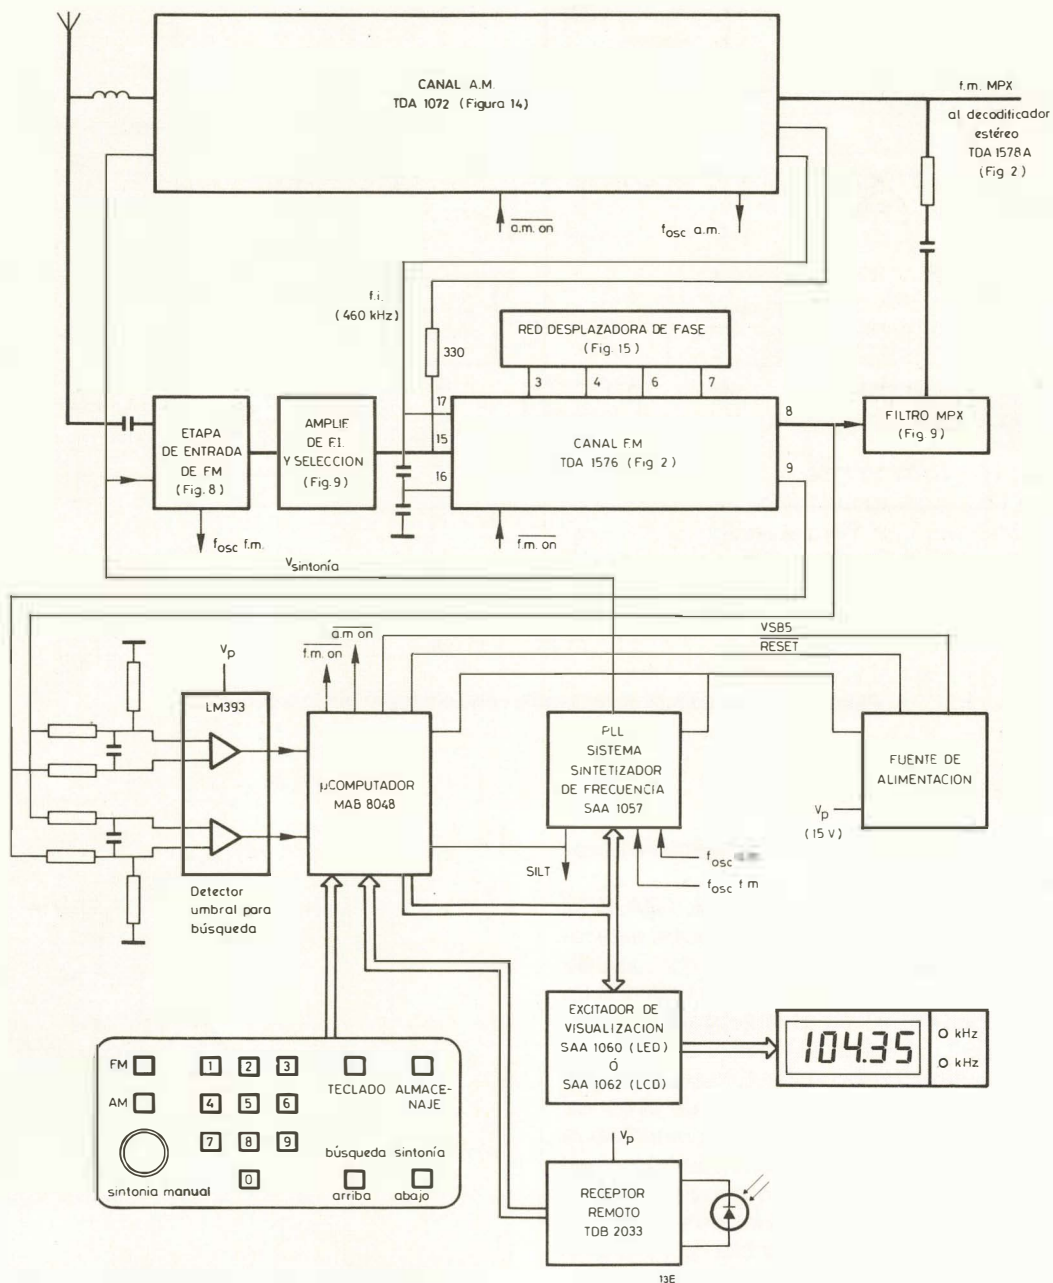 CANAL A.M.
TDA 1072 (Figura 14)
f.m. MPX
al decodificador
estéreo
TDA 1578A
(Fig 2)
a.m. on
fosc a.m.
f.i.
(460 kHz)
330
RED DESPLAZADORA DE FASE
(Fig. 15)
3
4
6
7
17
15
16
8
9
ETAPA
DE ENTRADA
DE FM
(Fig. 8)
AMPLIF
DE F.I.
Y SELECCION
(Fig. 9)
CANAL F.M
TDA 1576 (Fig 2)
FILTRO MPX
(Fig. 9)
fosc f.m.
f.m. on
Vsintonía
VSB5
RESET
f.m. on
a.m on
Vp
LM393
µCOMPUTADOR
MAB 8048
PLL
SISTEMA
SINTETIZADOR
DE FRECUENCIA
SAA 1057
FUENTE DE
ALIMENTACION
Vp
(15 V)
SILT
fosc a.m.
fosc f m
Detector
umbral para
búsqueda
EXCITADOR DE
VISUALIZACION
SAA 1060 (LED)
Ó
SAA 1062 (LCD)
104.35
kHz
kHz
FM
AM
1
2
3
4
5
6
7
8
9
0
TECLADO
ALMACE-
NAJE
búsqueda
sintonía
arriba
abajo
sintonia manual
Vp
RECEPTOR
REMOTO
TDB 2033
13E